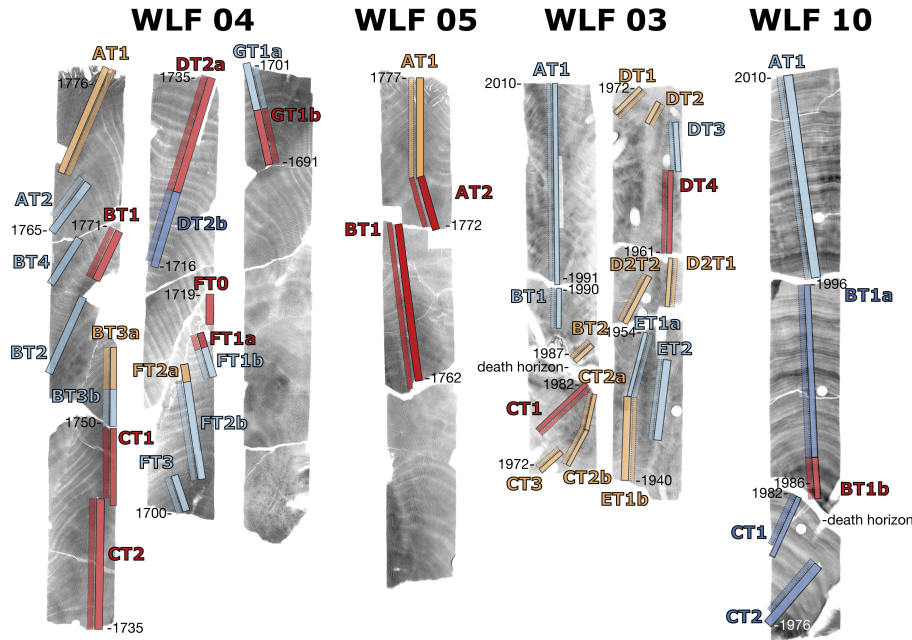 WLF 04
WLF 05
WLF 03
WLF 10
AT1
1776-
AT2
1765-
1771-
BT1
BT4
BT2
BT3a
BT3b
1750-
CT1
CT2
-1735
DT2a
1735-
DT2b
-1716
1719-
FT0
FT1a
FT1b
FT2a
FT2b
FT3
1700-
GT1a
-1701
GT1b
-1691
AT1
1777-
AT2
-1772
BT1
-1762
AT1
2010-
-1991
-1990
BT1
BT2
1987-
death horizon-
1982-
CT2a
CT1
1972-
CT3
CT2b
DT1
1972-
DT2
DT3
DT4
1961-
D2T2
D2T1
1954-
ET1a
ET2
ET1b
-1940
AT1
2010-
-1996
BT1a
1986-
BT1b
1982-
-death horizon
CT1
CT2
-1976